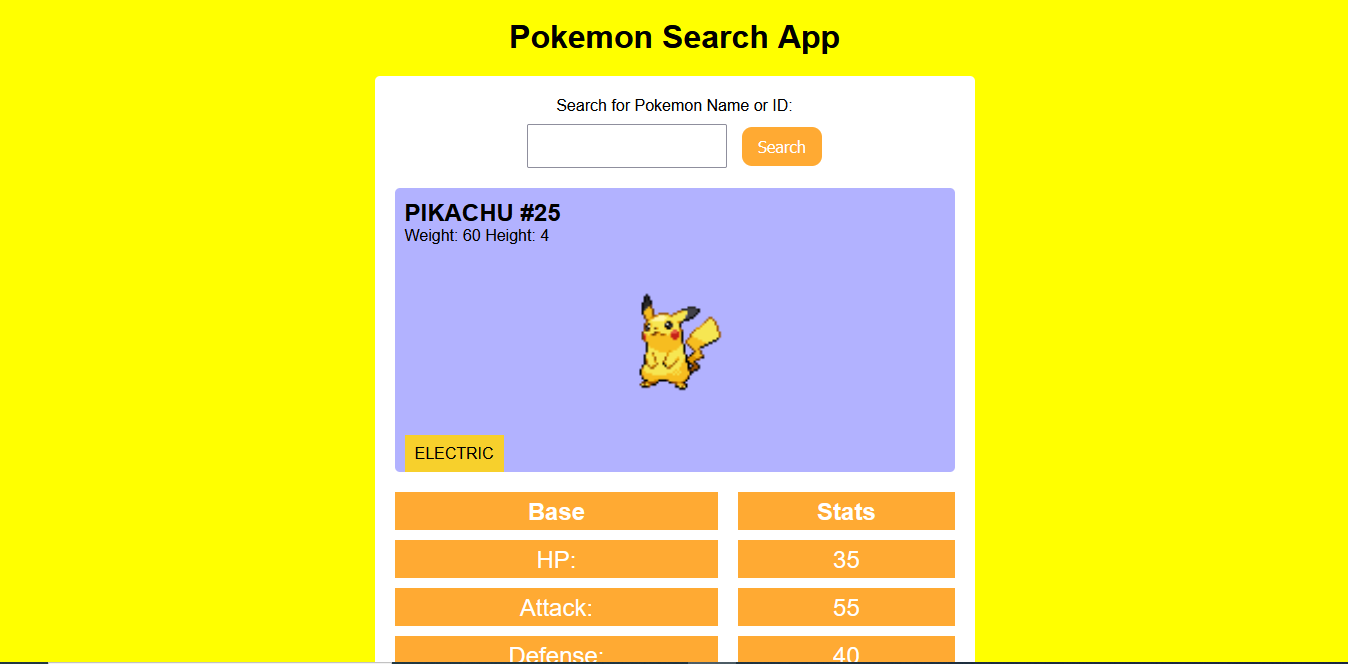 Pokemon Search App
Search for Pokemon Name or ID:
Search
PIKACHU #25
Weight: 60 Height: 4
ELECTRIC
Base Stats
HP: 35
Attack: 55
Defense: 40